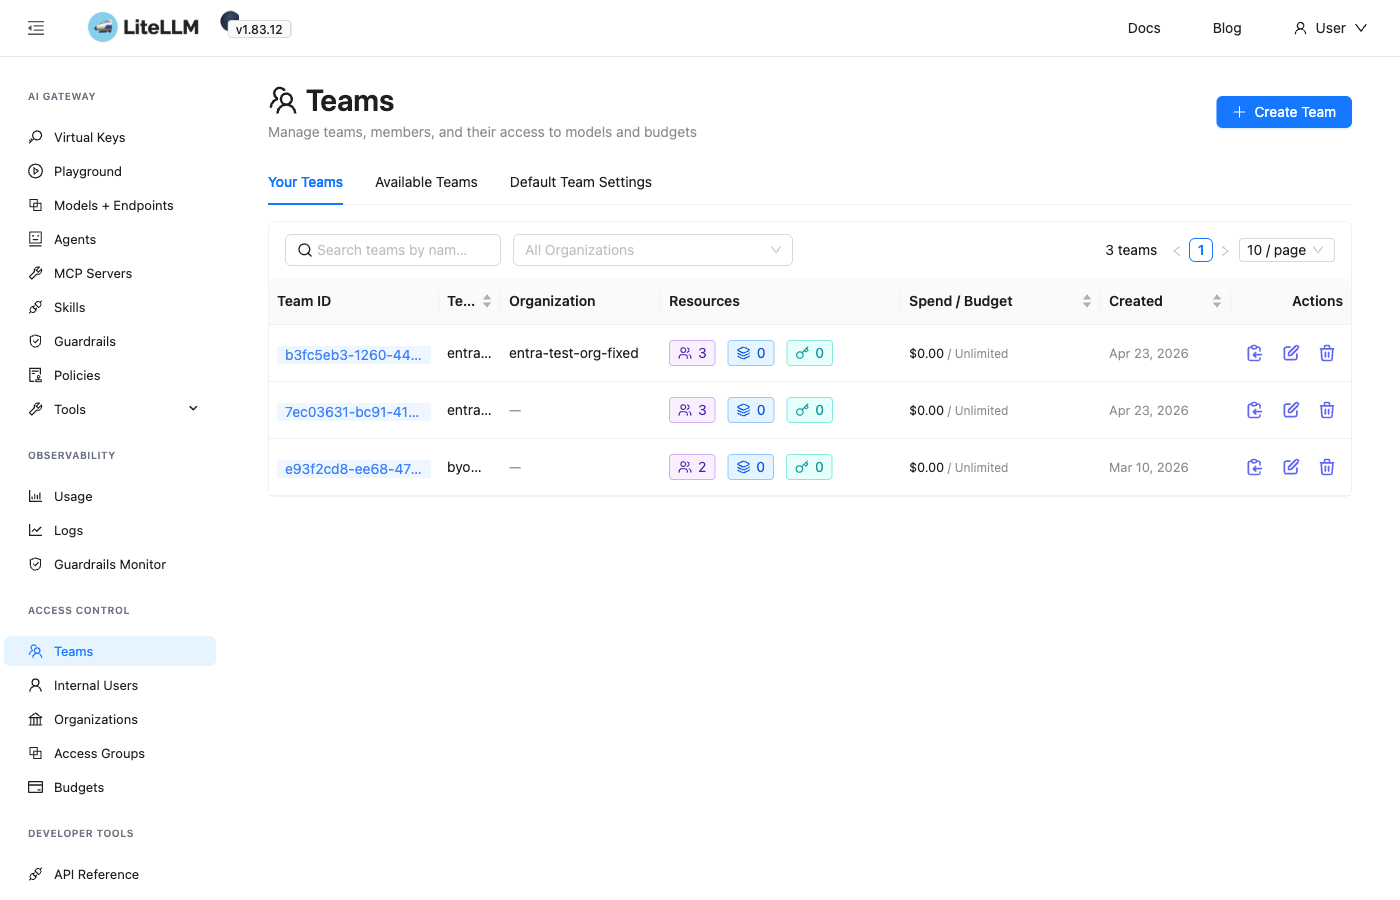 LiteLLM
v1.83.12
Docs
Blog
User
AI GATEWAY
Virtual Keys
Playground
Models + Endpoints
Agents
MCP Servers
Skills
Guardrails
Policies
Tools
OBSERVABILITY
Usage
Logs
Guardrails Monitor
ACCESS CONTROL
Teams
Internal Users
Organizations
Access Groups
Budgets
DEVELOPER TOOLS
API Reference
Teams
Manage teams, members, and their access to models and budgets
Create Team
Your Teams Available Teams Default Team Settings
Search teams by nam... All Organizations 3 teams 1 10 / page
Team ID Te... Organization Resources Spend / Budget Created Actions
b3fc5eb3-1260-44... entra... entra-test-org-fixed 3 0 0 $0.00 / Unlimited Apr 23, 2026
7ec03631-bc91-41... entra... — 3 0 0 $0.00 / Unlimited Apr 23, 2026
e93f2cd8-ee68-47... byo... — 2 0 0 $0.00 / Unlimited Mar 10, 2026